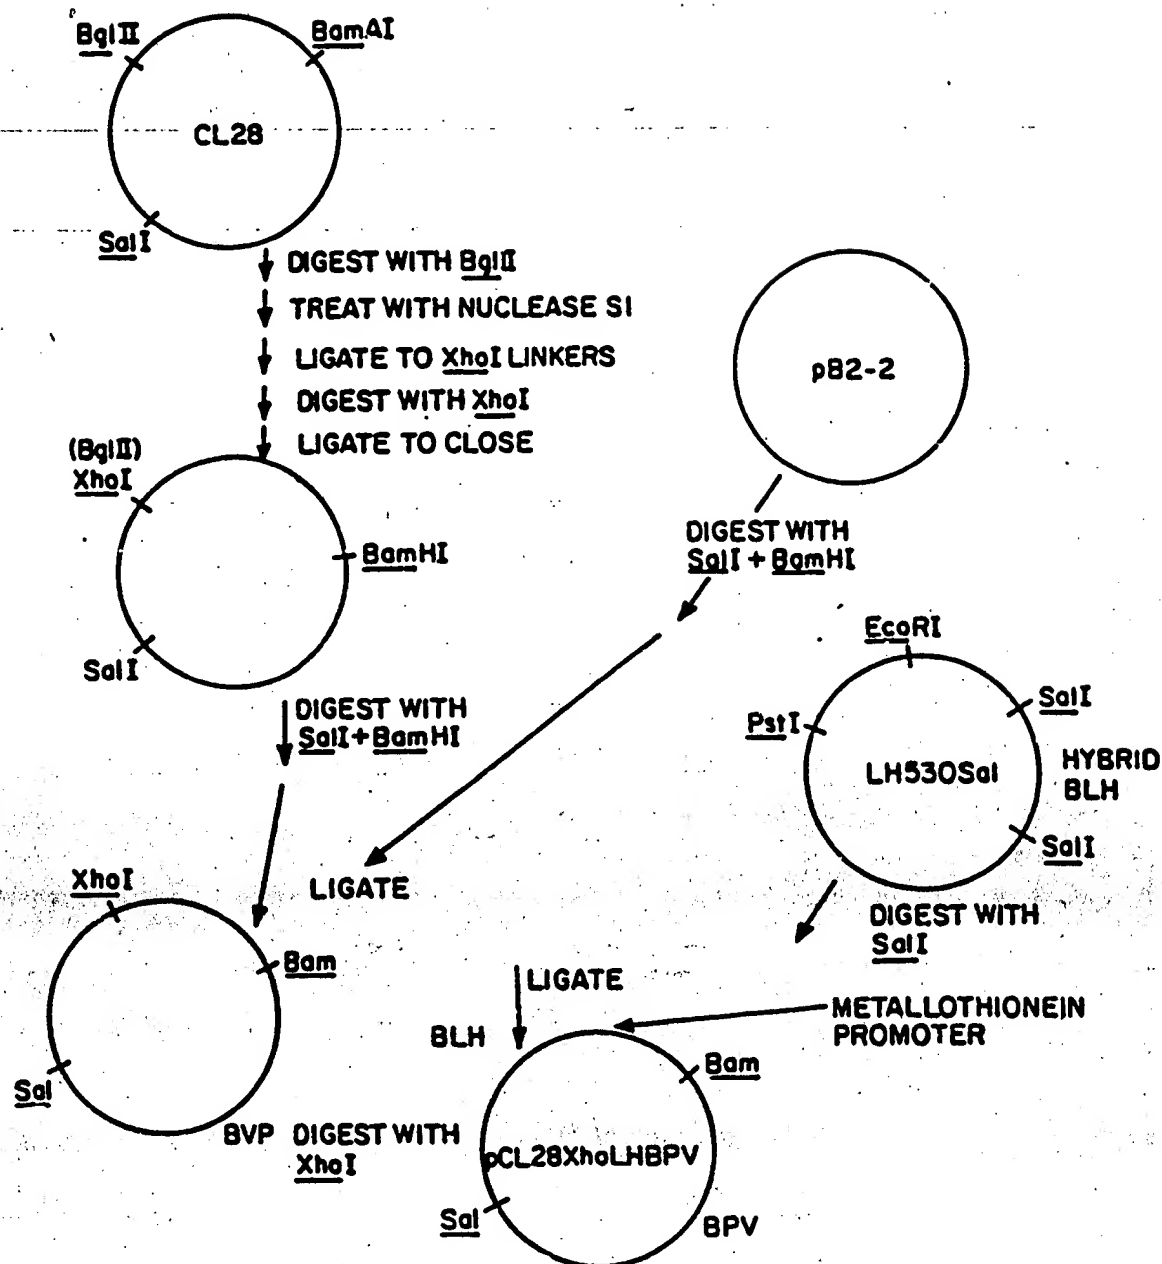 BglII
BamAI
CL28
SalI
DIGEST WITH BglII
TREAT WITH NUCLEASE S1
LIGATE TO XhoI LINKERS
DIGEST WITH XhoI
LIGATE TO CLOSE
pB2-2
(BglII)
XhoI
BamHI
SalI
DIGEST WITH
SalI + BamHI
DIGEST WITH
SalI+BamHI
EcoRI
SalI
PstI
LH530Sal
HYBRID
BLH
SalI
DIGEST WITH
SalI
XhoI
LIGATE
Bam
Sal
BVP
DIGEST WITH
XhoI
LIGATE
BLH
METALLOTHIONEIN
PROMOTER
Bam
pCL28XhoLHBPV
Sal
BPV